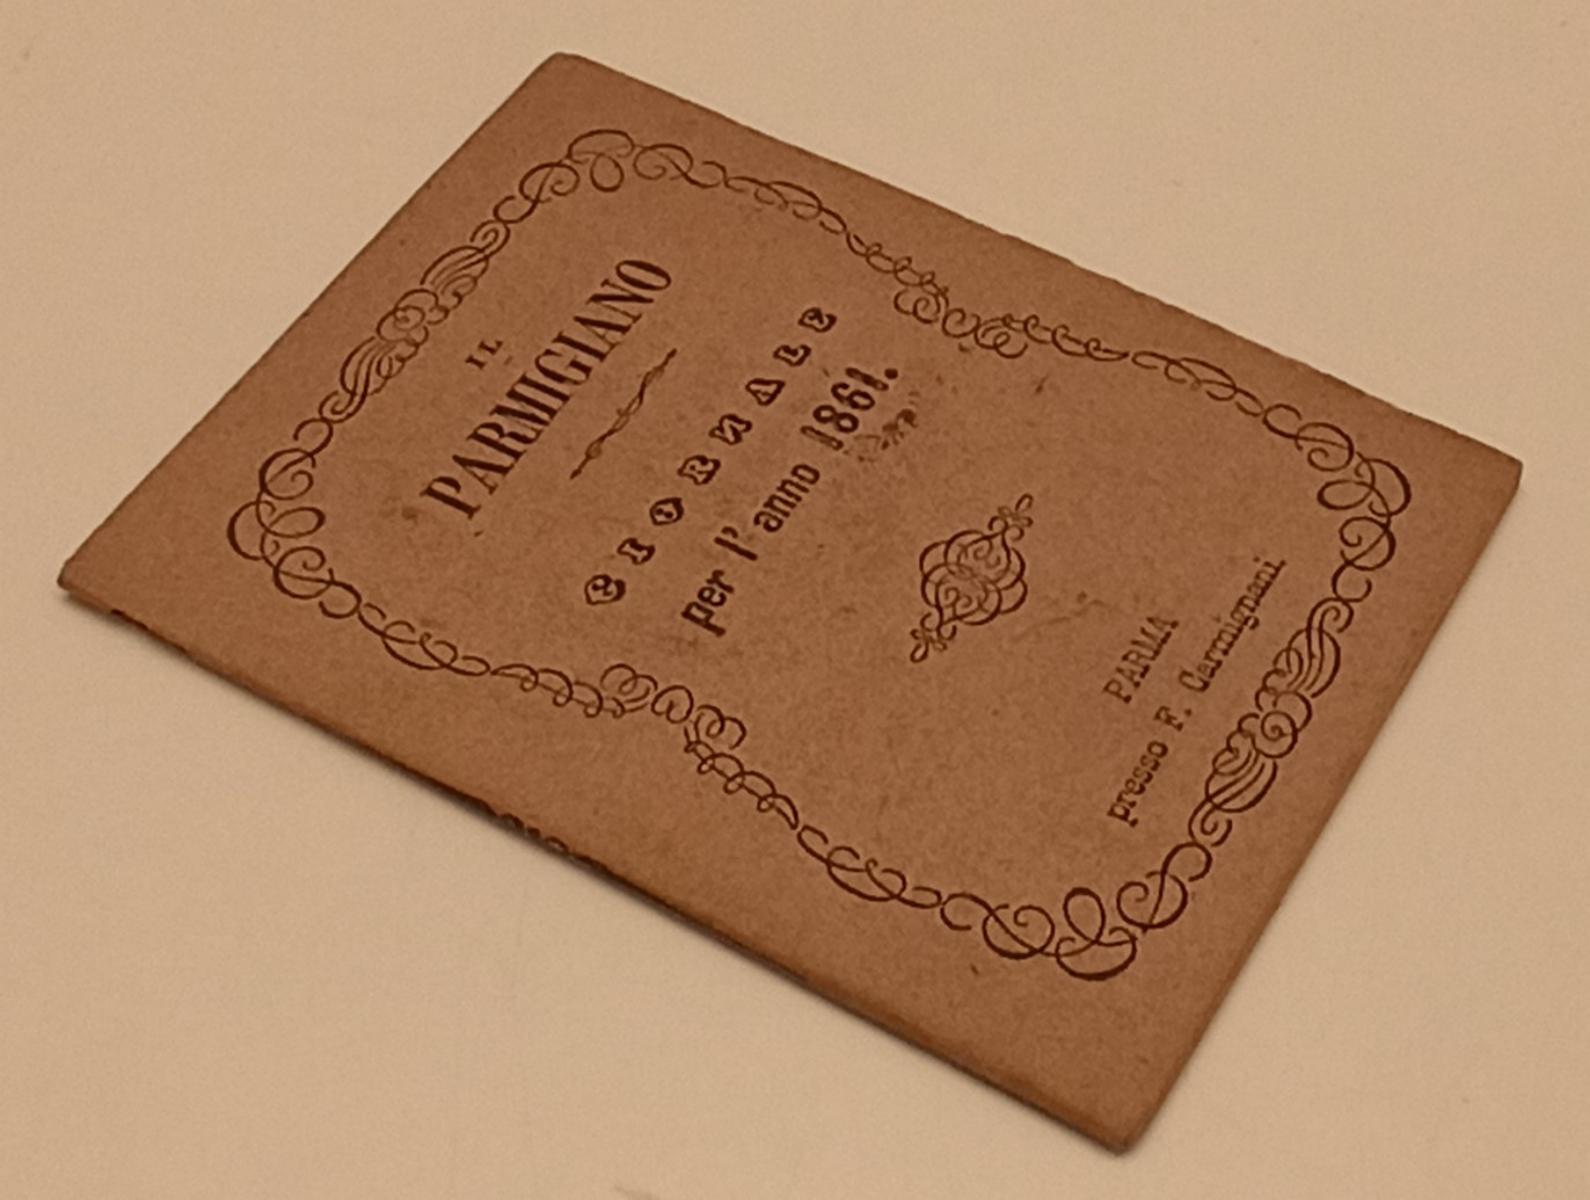 IL
PARMIGIANO
GIORNALE
per l'anno 1861.
PARMA
presso F. Carmignani